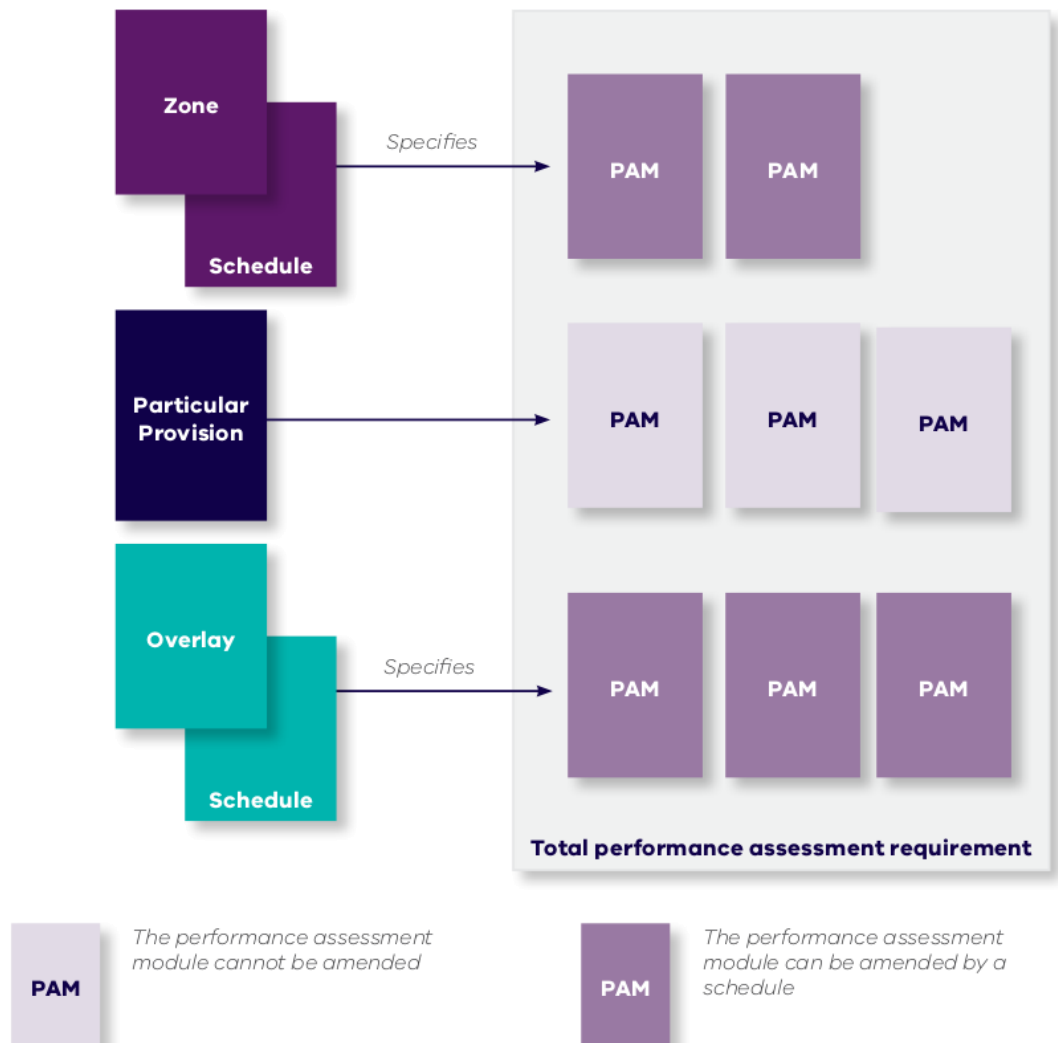 Zone
Schedule
Specifies
PAM
PAM
Particular
Provision
PAM
PAM
PAM
Overlay
Schedule
Specifies
PAM
PAM
PAM
Total performance assessment requirement
PAM
The performance assessment
module cannot be amended
PAM
The performance assessment
module can be amended by a
schedule